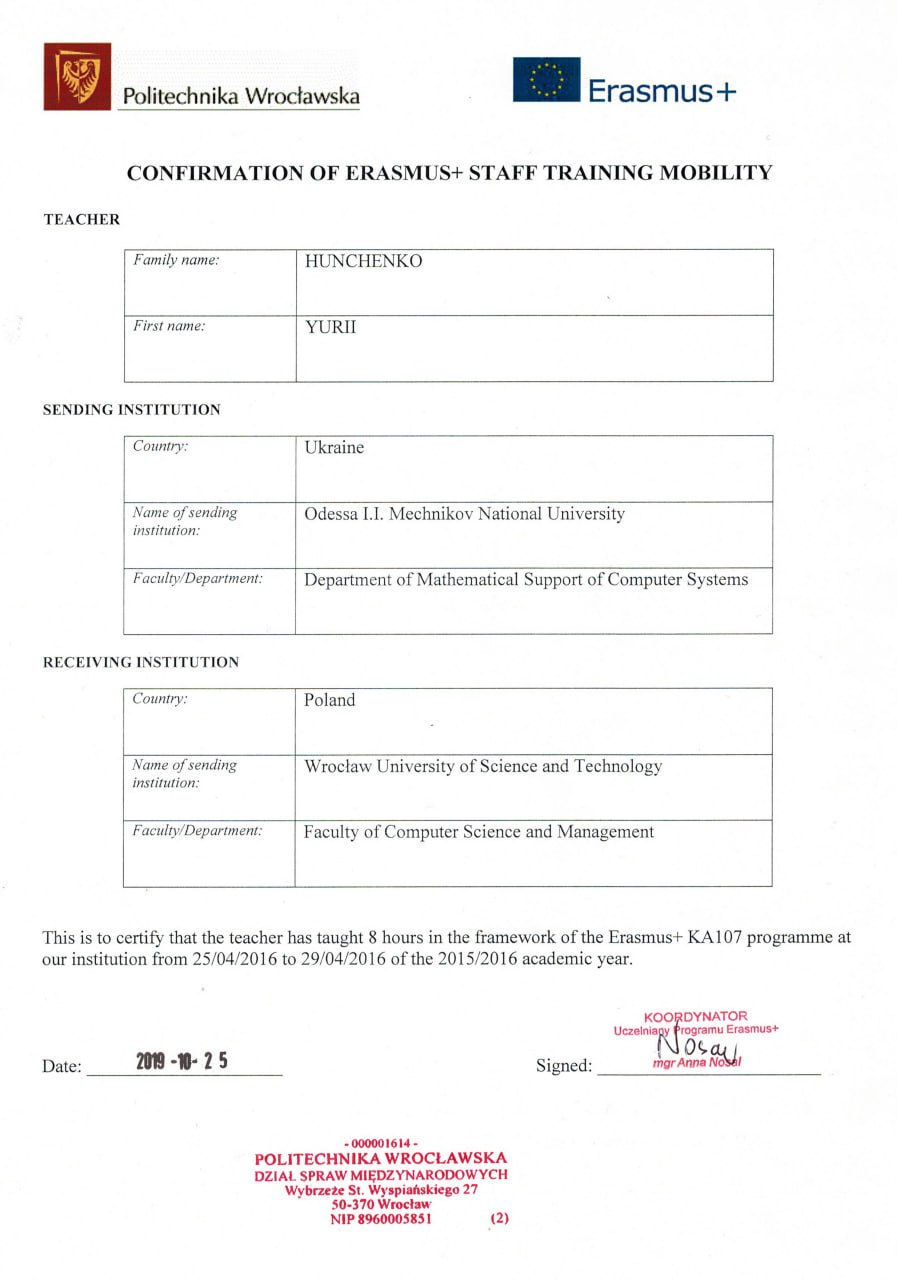 Politechnika Wrocławska
Erasmus+
CONFIRMATION OF ERASMUS+ STAFF TRAINING MOBILITY
TEACHER
Family name: HUNCHENKO
First name: YURII
SENDING INSTITUTION
Country: Ukraine
Name of sending institution: Odessa I.I. Mechnikov National University
Faculty/Department: Department of Mathematical Support of Computer Systems
RECEIVING INSTITUTION
Country: Poland
Name of sending institution: Wrocław University of Science and Technology
Faculty/Department: Faculty of Computer Science and Management
This is to certify that the teacher has taught 8 hours in the framework of the Erasmus+ KA107 programme at
our institution from 25/04/2016 to 29/04/2016 of the 2015/2016 academic year.
KOORDYNATOR
Uczelniany Programu Erasmus+
Nosal
mgr Anna Nosal
Date: 2019 -10- 25
Signed:
- 000001614 -
POLITECHNIKA WROCŁAWSKA
DZIAŁ SPRAW MIĘDZYNARODOWYCH
Wybrzeże St. Wyspiańskiego 27
50-370 Wrocław
NIP 8960005851 (2)